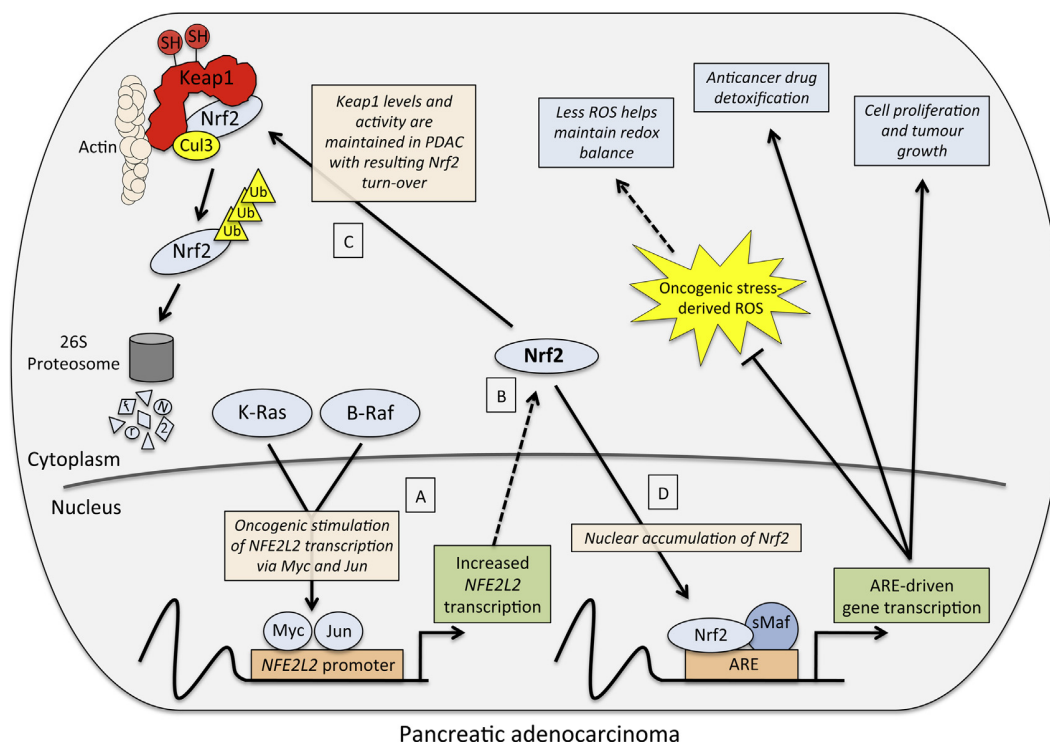 SH
SH
Keap1
Nrf2
Actin
Cul3
Ub
Ub
Ub
Nrf2
26S
Proteosome
f
N
r
2
Cytoplasm
Nucleus
Keap1 levels and
activity are
maintained in PDAC
with resulting Nrf2
turn-over
C
Less ROS helps
maintain redox
balance
Anticancer drug
detoxification
Cell proliferation
and tumour
growth
Oncogenic stress-
derived ROS
Nrf2
B
K-Ras
B-Raf
A
D
Oncogenic stimulation
of NFE2L2 transcription
via Myc and Jun
Increased
NFE2L2
transcription
Nuclear accumulation of Nrf2
ARE-driven
gene transcription
Myc
Jun
NFE2L2 promoter
Nrf2
sMaf
ARE
Pancreatic adenocarcinoma